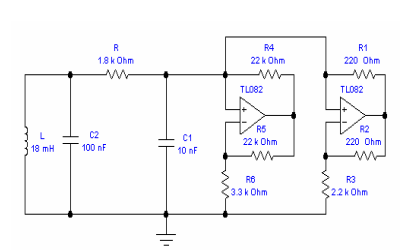 R
1.8 k Ohm
R4
22 k Ohm
R1
220 Ohm
TL082
TL082
L
18 mH
C2
100 nF
C1
10 nF
R5
22 k Ohm
R2
220 Ohm
R6
3.3 k Ohm
R3
2.2 k Ohm